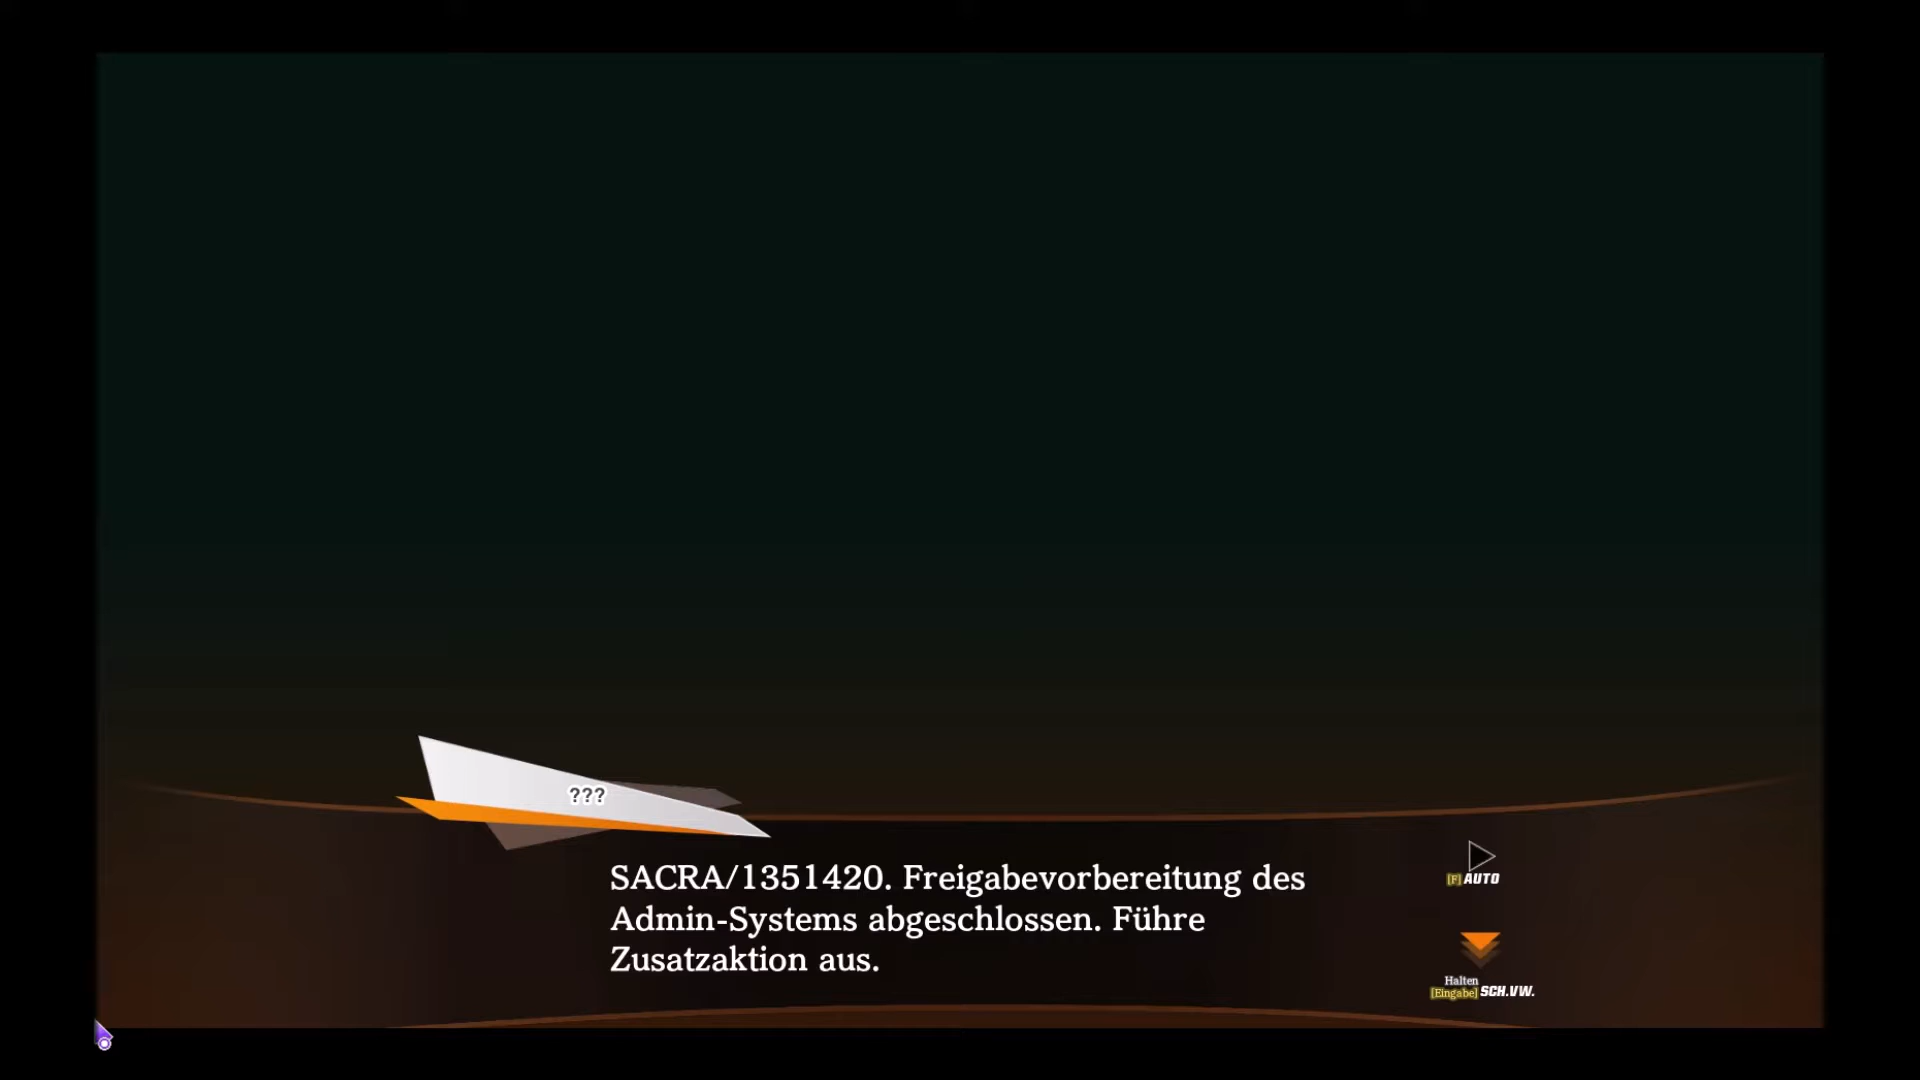 ???
SACRA/1351420. Freigabevorbereitung des
Admin-Systems abgeschlossen. Führe
Zusatzaktion aus.
[F] AUTO
Halten
[Eingabe] SCH.VW.